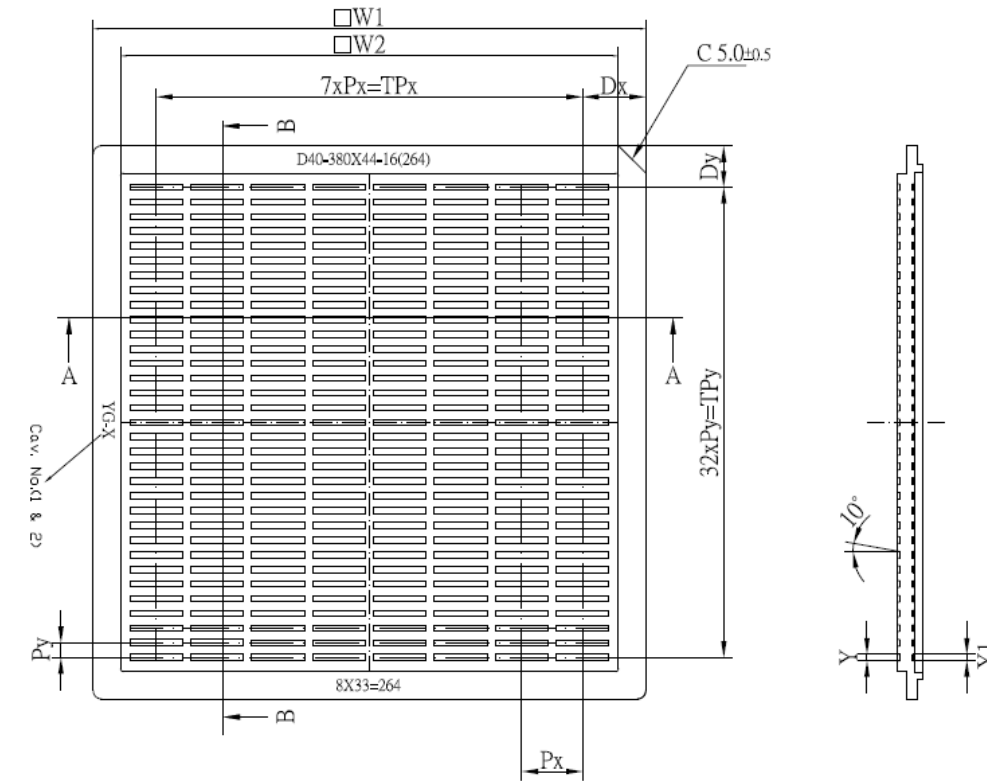 □W1
□W2
C 5.0±0.5
7xPx=TPx
Dx
B
D40-380X44-16(264)
Dy
A
A
YG-X
Cav. No.(1 & 2)
32xPy=TPy
10°
Py
Y
Y1
8X33=264
B
Px